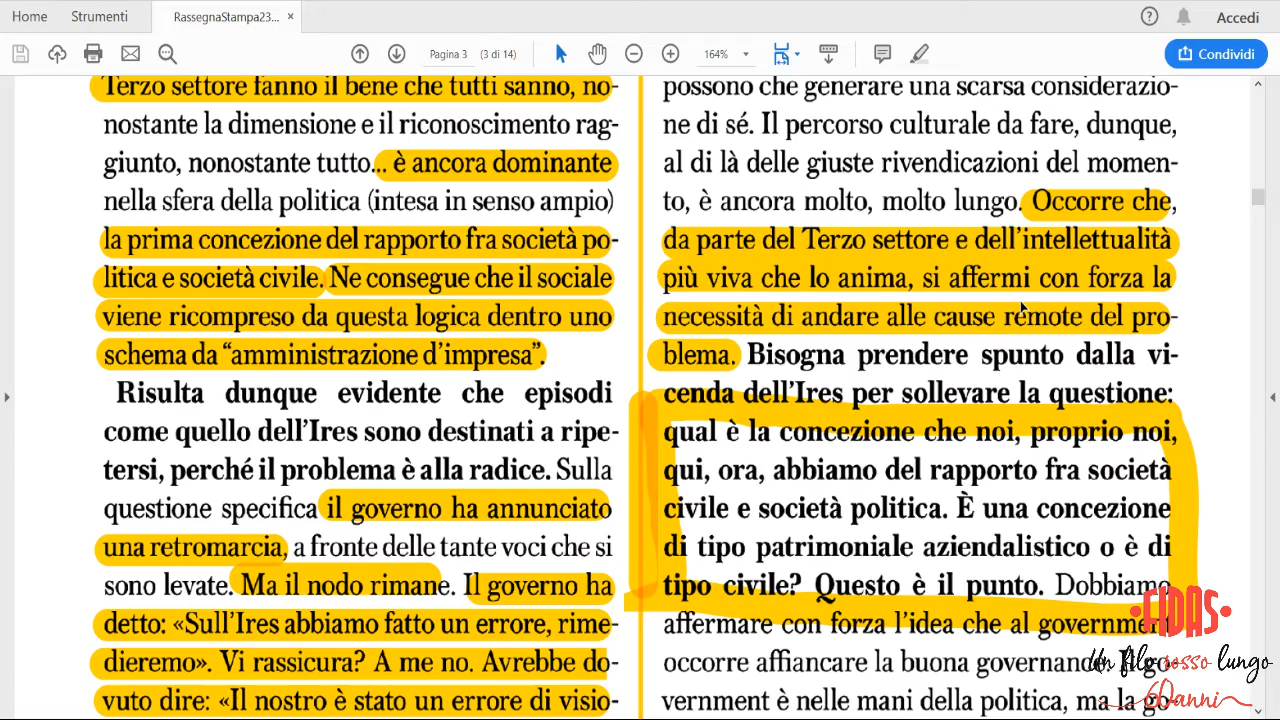 Home
Strumenti
RassegnaStampa23... ×
Accedi
Pagina 3 (3 di 14)
164%
Condividi
Terzo settore fanno il bene che tutti sanno, no-
nostante la dimensione e il riconoscimento rag-
giunto, nonostante tutto... è ancora dominante
nella sfera della politica (intesa in senso ampio)
la prima concezione del rapporto fra società po-
litica e società civile. Ne consegue che il sociale
viene ricompreso da questa logica dentro uno
schema da “amministrazione d’impresa”.
Risulta dunque evidente che episodi
come quello dell’Ires sono destinati a ripe-
tersi, perché il problema è alla radice. Sulla
questione specifica il governo ha annunciato
una retromarcia, a fronte delle tante voci che si
sono levate. Ma il nodo rimane. Il governo ha
detto: «Sull’Ires abbiamo fatto un errore, rime-
dieremo». Vi rassicura? A me no. Avrebbe do-
vuto dire: «Il nostro è stato un errore di visio-
possono che generare una scarsa considerazio-
ne di sé. Il percorso culturale da fare, dunque,
al di là delle giuste rivendicazioni del momen-
to, è ancora molto, molto lungo. Occorre che,
da parte del Terzo settore e dell’intellettualità
più viva che lo anima, si affermi con forza la
necessità di andare alle cause remote del pro-
blema. Bisogna prendere spunto dalla vi-
cenda dell’Ires per sollevare la questione:
qual è la concezione che noi, proprio noi,
qui, ora, abbiamo del rapporto fra società
civile e società politica. È una concezione
di tipo patrimoniale aziendalistico o è di
tipo civile? Questo è il punto. Dobbiamo
affermare con forza l’idea che al government
occorre affiancare la buona governance. Il go-
vernment è nelle mani della politica, ma la go-
FIDAS
Un filo rosso lungo
60anni